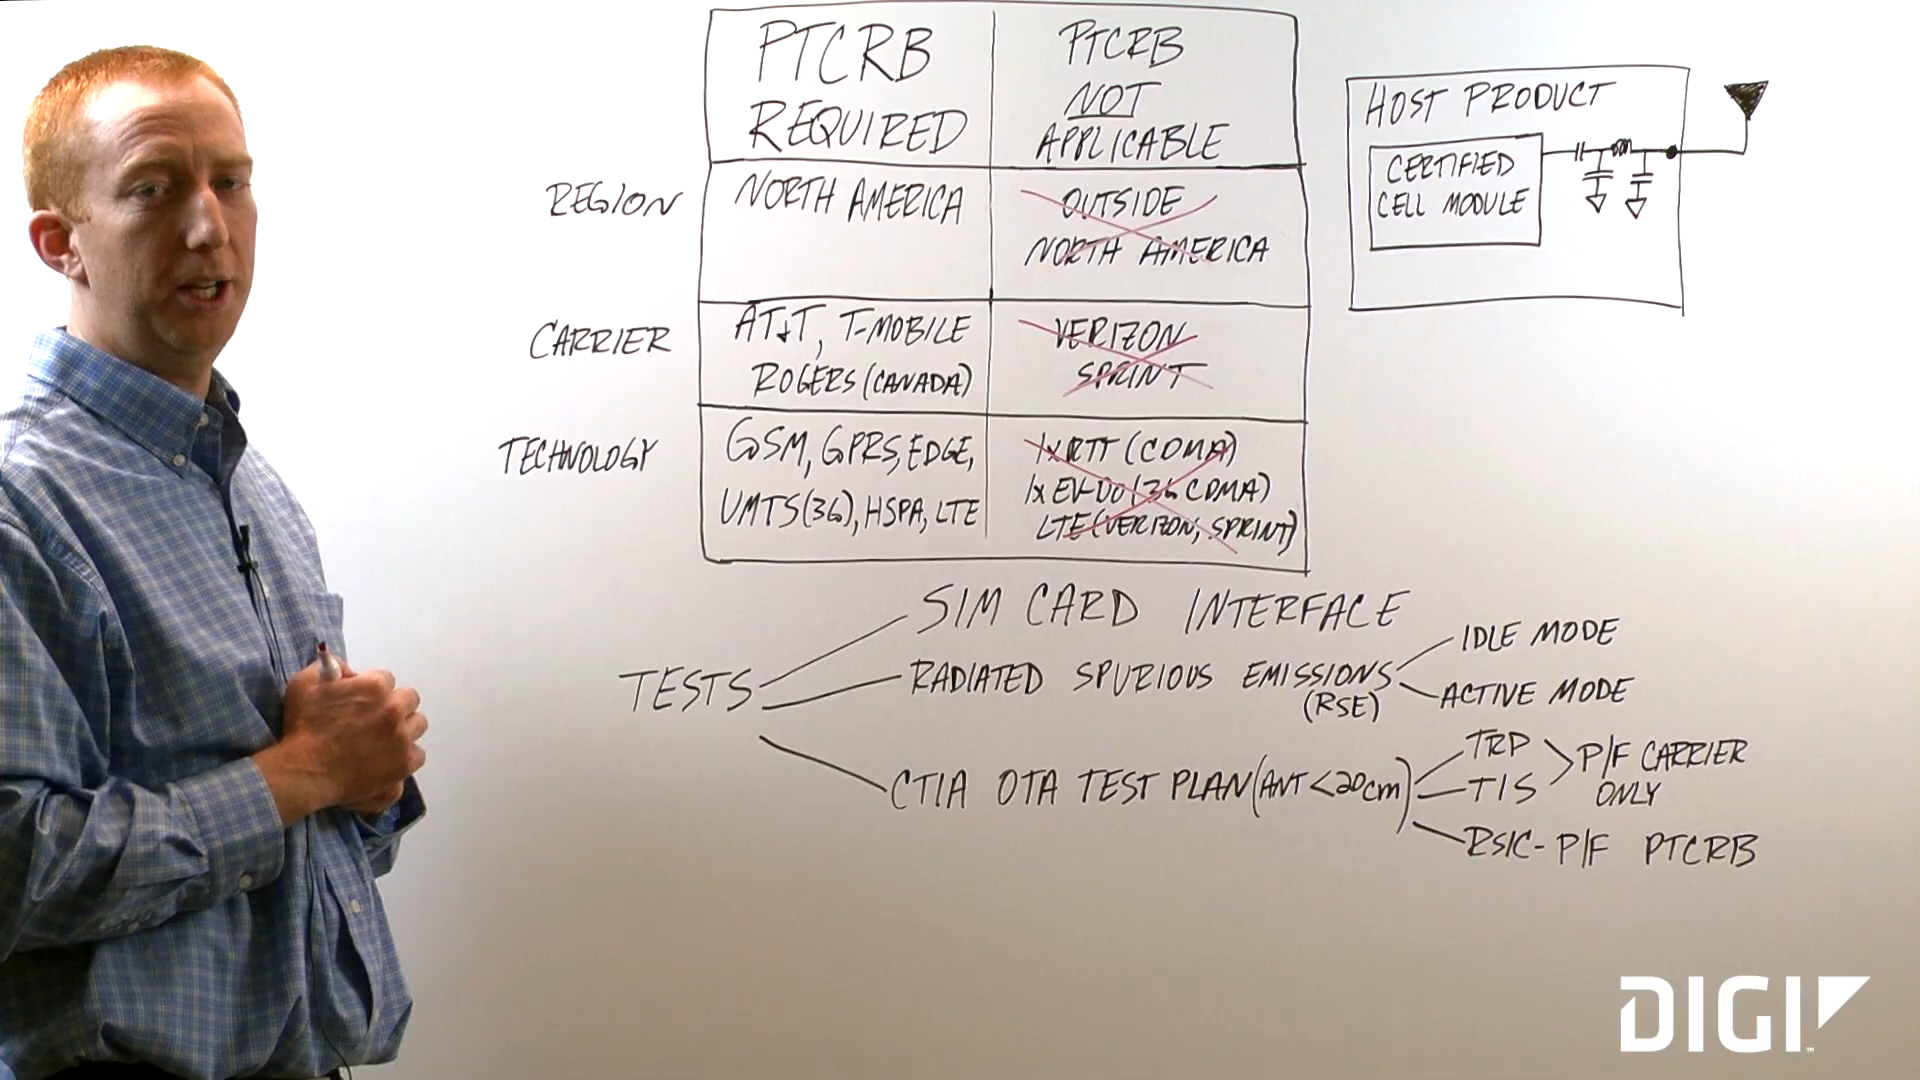 PTCRB
REQUIRED
PTCRB
NOT
APPLICABLE
REGION
NORTH AMERICA
OUTSIDE
NORTH AMERICA
CARRIER
AT&T, T-MOBILE
ROGERS (CANADA)
VERIZON
SPRINT
TECHNOLOGY
GSM, GPRS, EDGE,
UMTS(3G), HSPA, LTE
1xRTT (CDMA)
1x EV-DO (3G CDMA)
LTE (VERIZON, SPRINT)
HOST PRODUCT
CERTIFIED
CELL MODULE
TESTS
SIM CARD INTERFACE
RADIATED SPURIOUS EMISSIONS
(RSE)
IDLE MODE
ACTIVE MODE
CTIA OTA TEST PLAN (ANT < 20cm)
TRP
TIS
P/F CARRIER
ONLY
RSIC - P/F PTCRB
DIGI